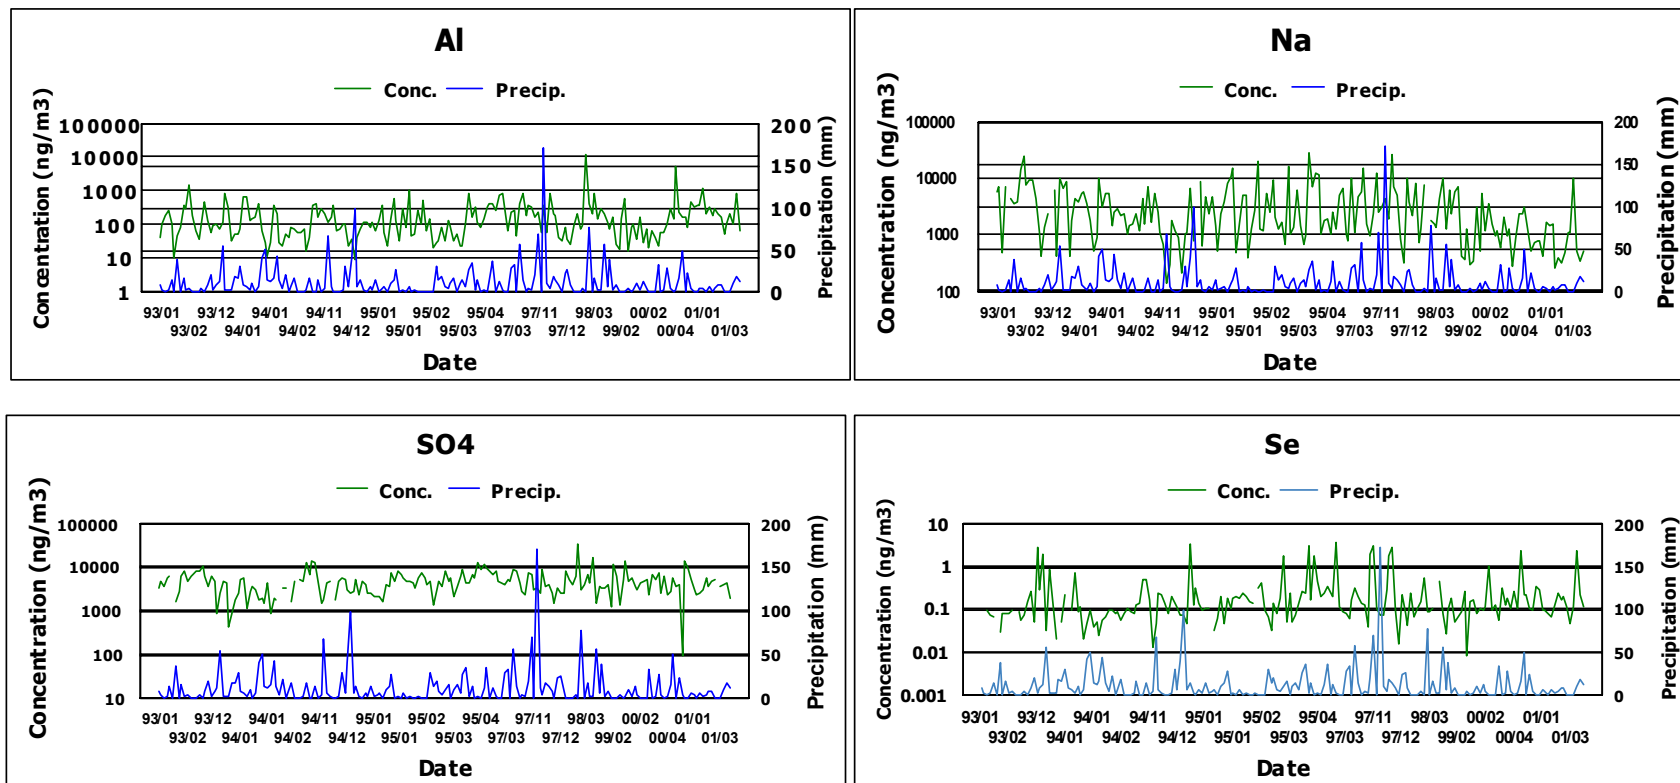 Al
Conc. Precip.
Concentration (ng/m3)
100000
10000
1000
100
10
1
200
150
100
50
0
Precipitation (mm)
93/01 93/12 94/01 94/11 95/01 95/04 97/11 98/03 00/02 01/01
93/02 94/01 94/02 94/12 95/02 95/03 97/03 97/12 99/02 00/04 01/03
Date
Na
Conc. Precip.
Concentration (ng/m3)
100000
10000
1000
100
200
150
100
50
0
Precipitation (mm)
93/01 93/12 94/01 94/11 95/01 95/02 95/04 97/11 98/03 00/02 01/01
93/02 94/01 94/02 94/12 95/01 95/03 97/03 97/12 99/02 00/04 01/03
Date
SO4
Conc. Precip.
Concentration (ng/m3)
100000
10000
1000
100
10
200
150
100
50
0
Precipitation (mm)
93/01 93/12 94/01 94/11 95/01 95/02 95/04 97/11 98/03 00/02 01/01
93/02 94/01 94/02 94/12 95/01 95/03 97/03 97/12 99/02 00/04 01/03
Date
Se
Conc. Precip.
Concentration (ng/m3)
10
1
0.1
0.01
0.001
200
150
100
50
0
Precipitation (mm)
93/01 93/12 94/01 94/11 95/01 95/02 95/04 97/11 98/03 00/02 01/01
93/02 94/01 94/02 94/12 95/01 95/03 97/03 97/12 99/02 00/04 01/03
Date